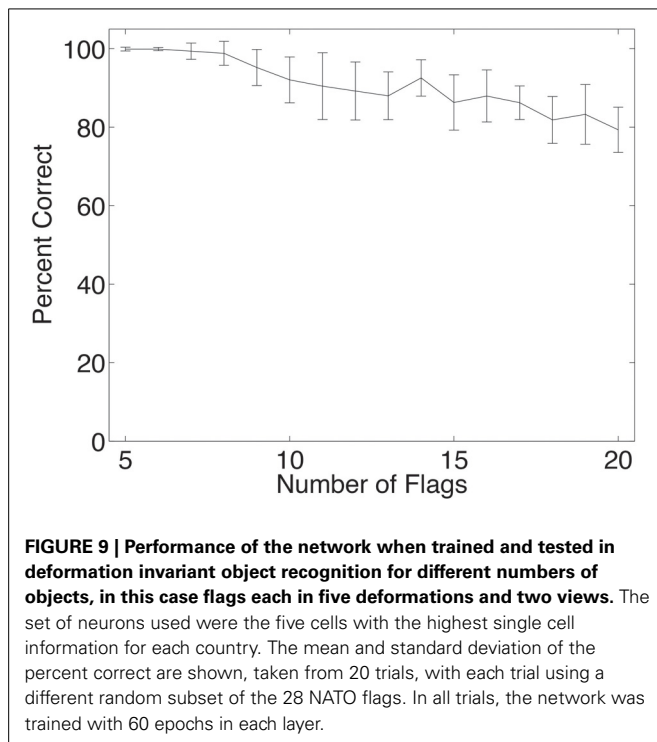 100
80
60
40
20
0
Percent Correct
5 10 15 20
Number of Flags
FIGURE 9 | Performance of the network when trained and tested in
deformation invariant object recognition for different numbers of
objects, in this case flags each in five deformations and two views. The
set of neurons used were the five cells with the highest single cell
information for each country. The mean and standard deviation of the
percent correct are shown, taken from 20 trials, with each trial using a
different random subset of the 28 NATO flags. In all trials, the network was
trained with 60 epochs in each layer.